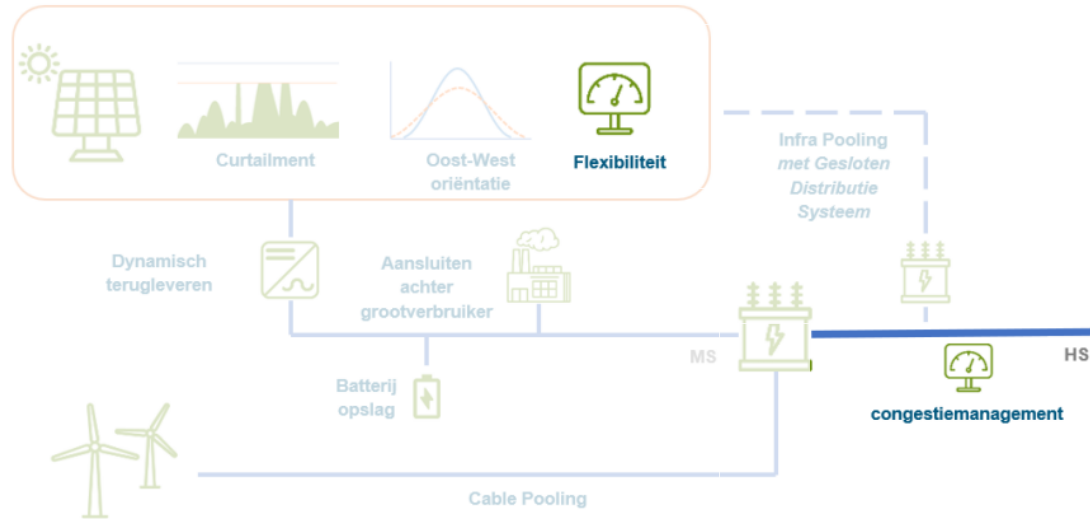 Curtailment
Oost-West
oriëntatie
Flexibiliteit
Infra Pooling
met Gesloten
Distributie
Systeem
Dynamisch
terugleveren
Aansluiten
achter
grootverbruiker
MS
HS
Batterij
opslag
congestiemanagement
Cable Pooling